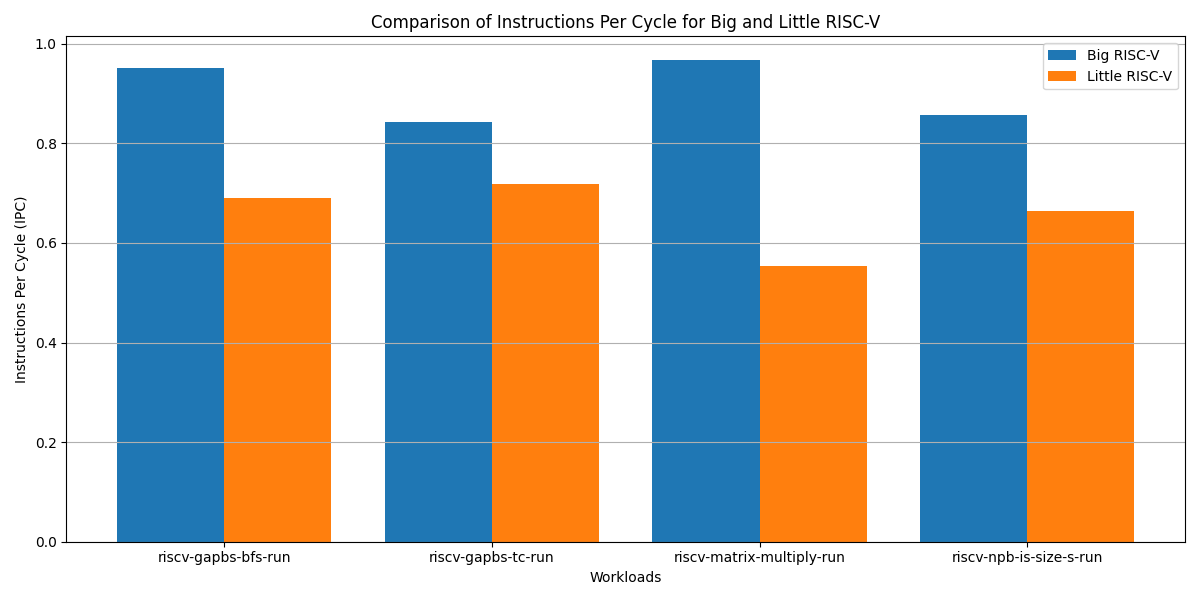 Comparison of Instructions Per Cycle for Big and Little RISC-V
Big RISC-V
Little RISC-V
Instructions Per Cycle (IPC)
1.0
0.8
0.6
0.4
0.2
0.0
riscv-gapbs-bfs-run
riscv-gapbs-tc-run
riscv-matrix-multiply-run
riscv-npb-is-size-s-run
Workloads